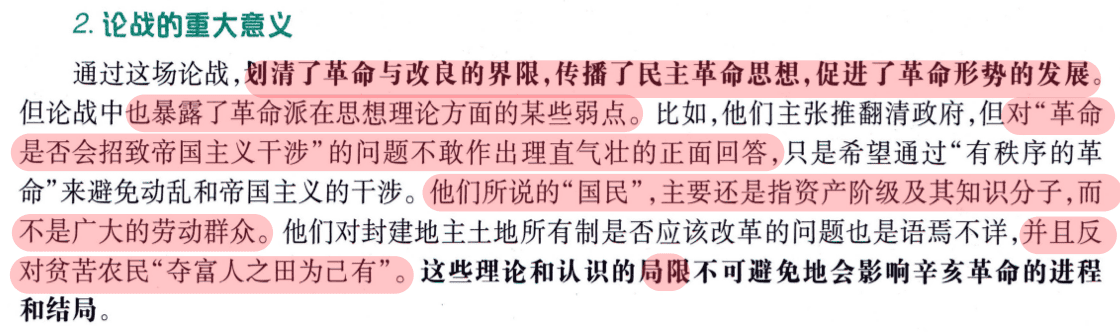 2. 论战的重大意义
通过这场论战,划清了革命与改良的界限,传播了民主革命思想,促进了革命形势的发展。
但论战中也暴露了革命派在思想理论方面的某些弱点。比如,他们主张推翻清政府,但对“革命
是否会招致帝国主义干涉”的问题不敢作出理直气壮的正面回答,只是希望通过“有秩序的革
命”来避免动乱和帝国主义的干涉。他们所说的“国民”,主要还是指资产阶级及其知识分子,而
不是广大的劳动群众。他们对封建地主土地所有制是否应该改革的问题也是语焉不详,并且反
对贫苦农民“夺富人之田为己有”。这些理论和认识的局限不可避免地会影响辛亥革命的进程
和结局。